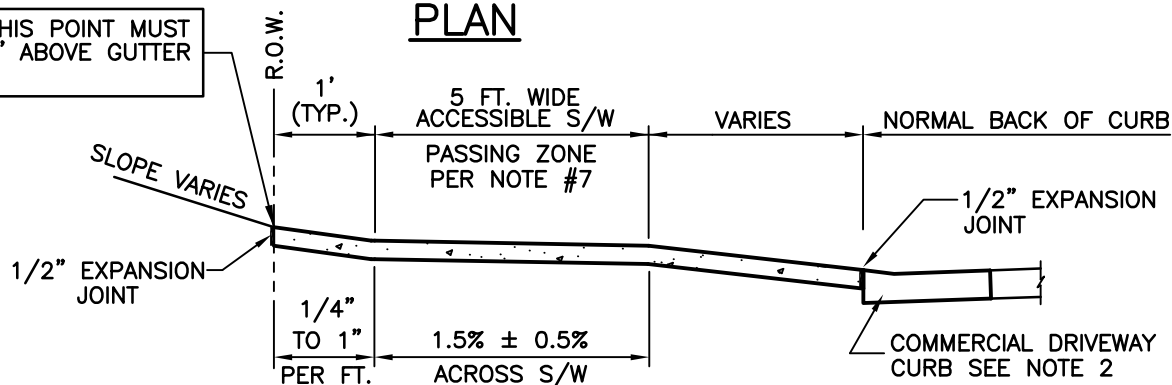 PLAN
HIS POINT MUST
" ABOVE GUTTER
R.O.W.
1'
(TYP.)
5 FT. WIDE
ACCESSIBLE S/W
PASSING ZONE
PER NOTE #7
VARIES
NORMAL BACK OF CURB
SLOPE VARIES
1/2" EXPANSION
JOINT
1/2" EXPANSION
JOINT
1/4"
TO 1"
PER FT.
1.5% ± 0.5%
ACROSS S/W
COMMERCIAL DRIVEWAY
CURB SEE NOTE 2